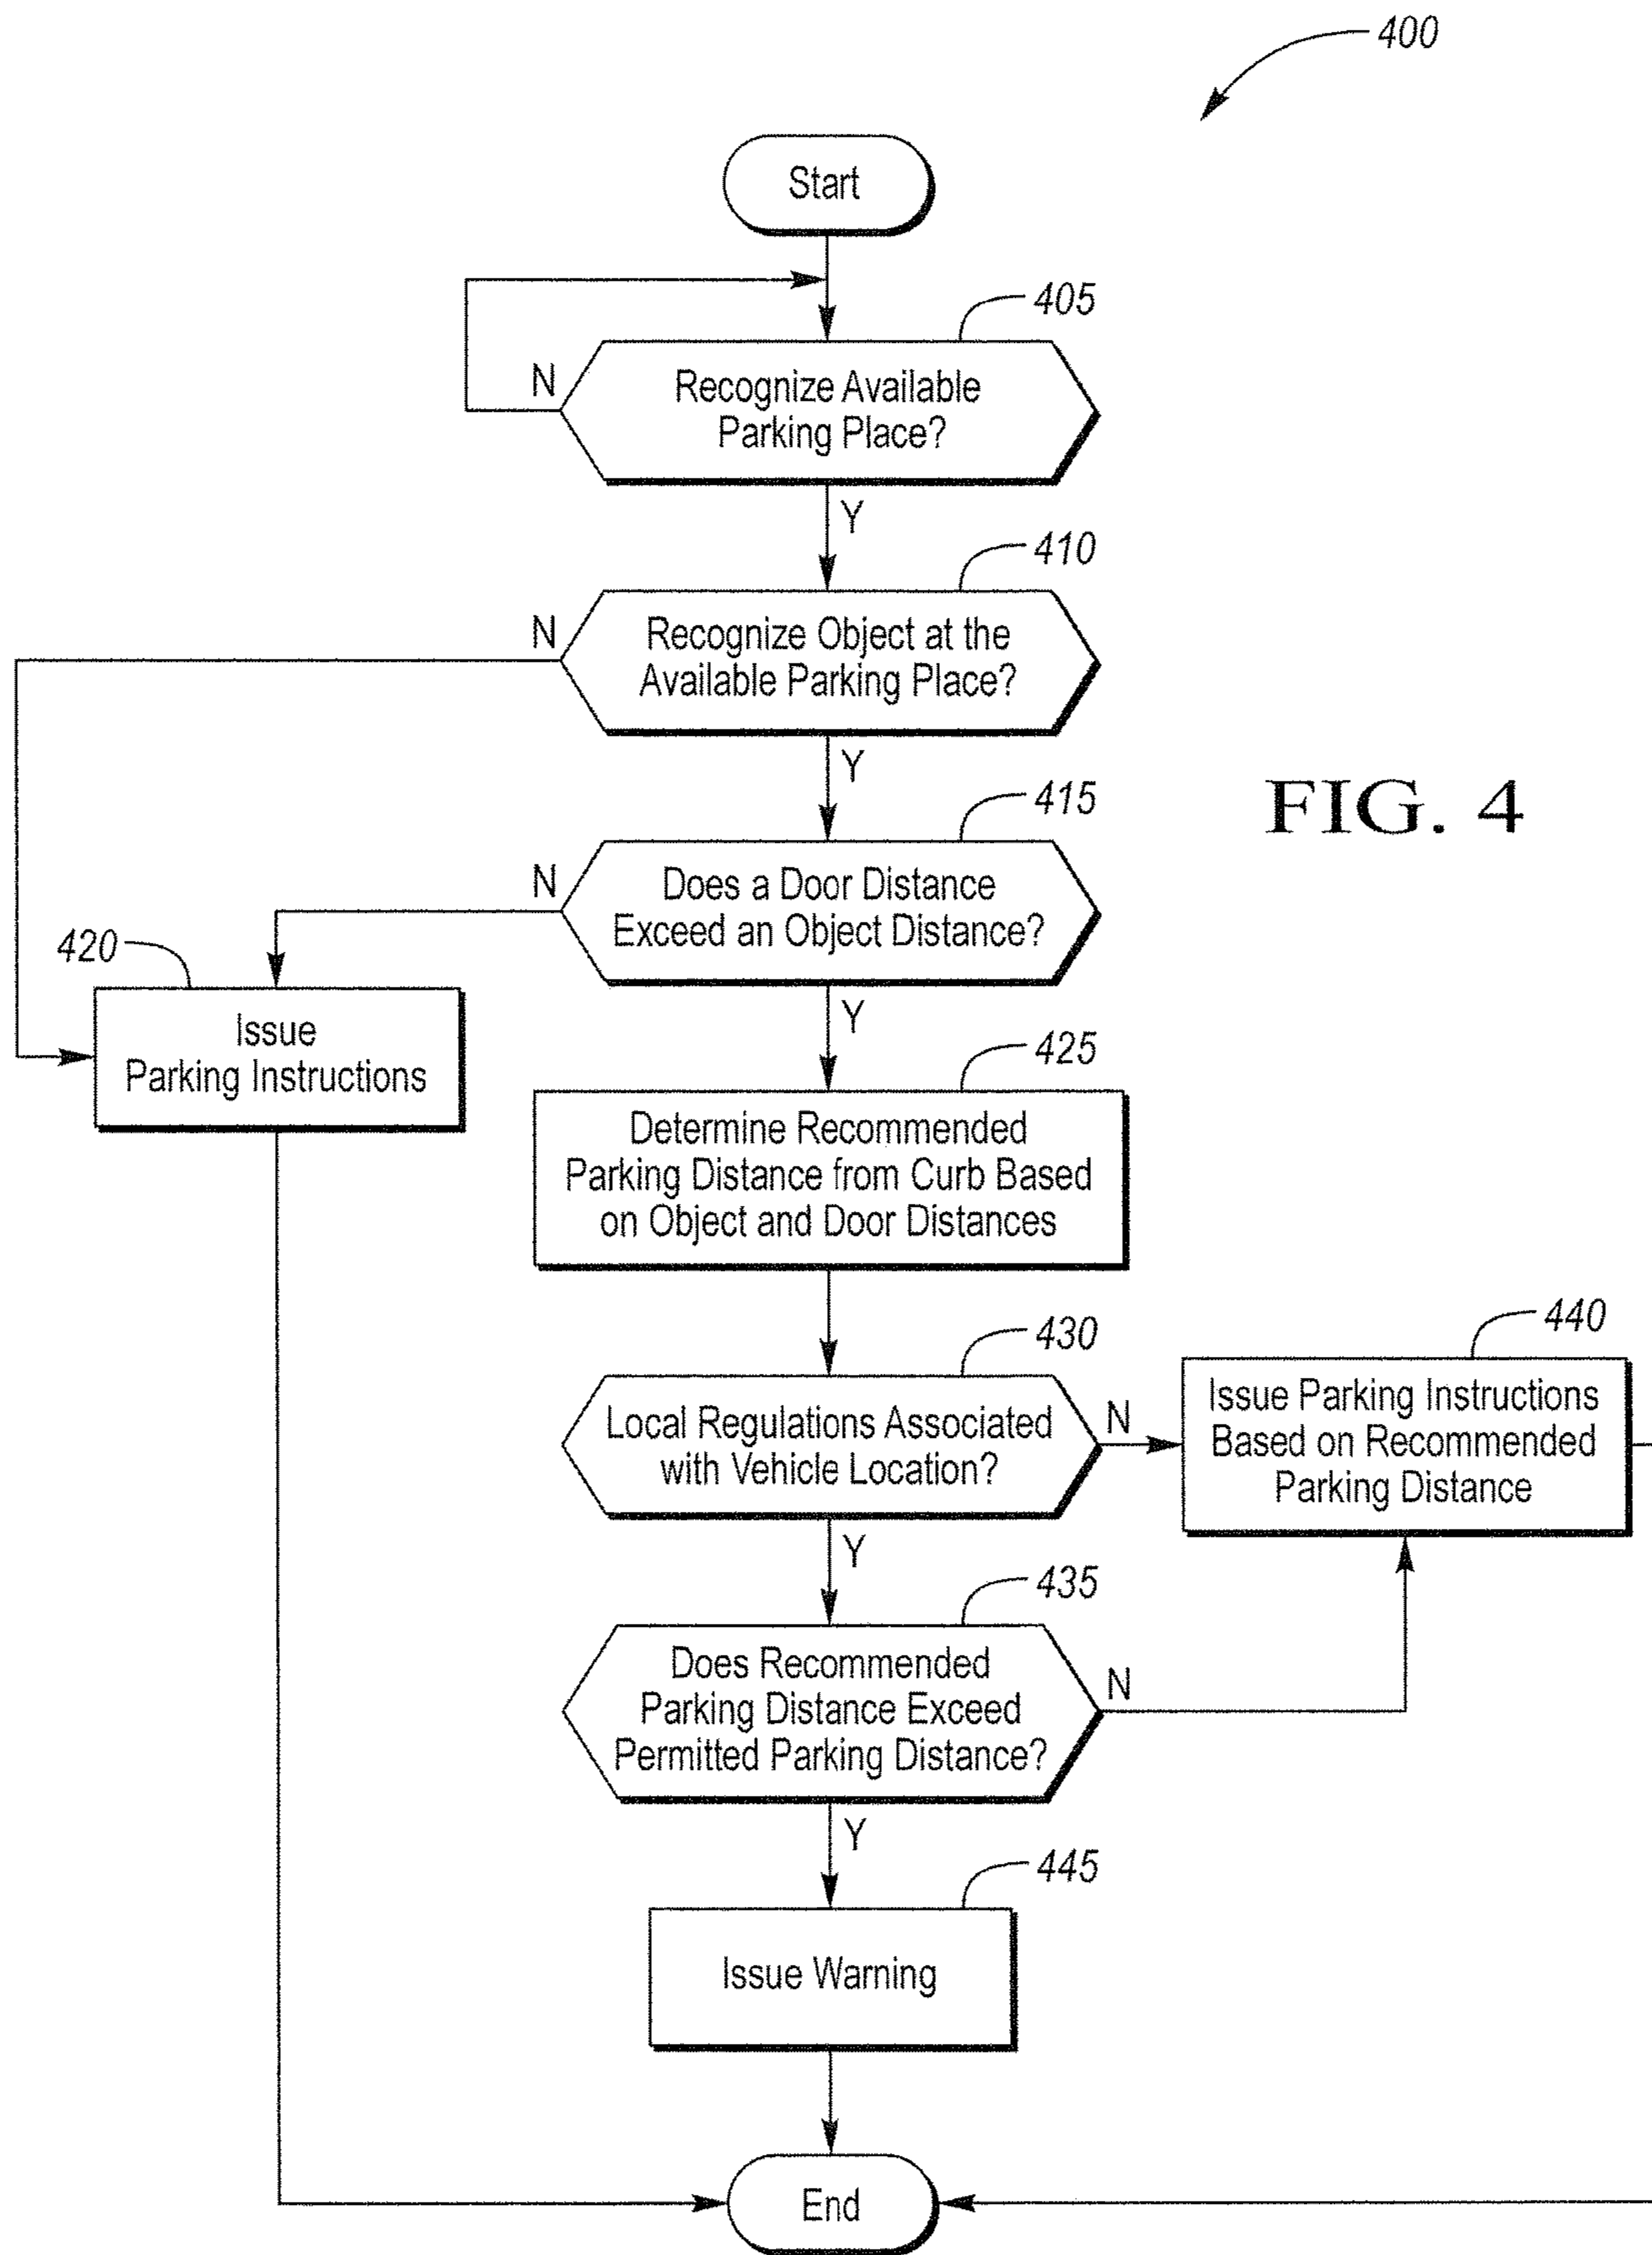 400
Start
405
N
Recognize Available
Parking Place?
Y
410
N
Recognize Object at the
Available Parking Place?
Y
415
FIG. 4
N
Does a Door Distance
Exceed an Object Distance?
420
Y
Issue
Parking Instructions
425
Determine Recommended
Parking Distance from Curb Based
on Object and Door Distances
430
440
Local Regulations Associated
with Vehicle Location?
N
Issue Parking Instructions
Based on Recommended
Parking Distance
Y
435
Does Recommended
Parking Distance Exceed
Permitted Parking Distance?
N
Y
445
Issue Warning
End